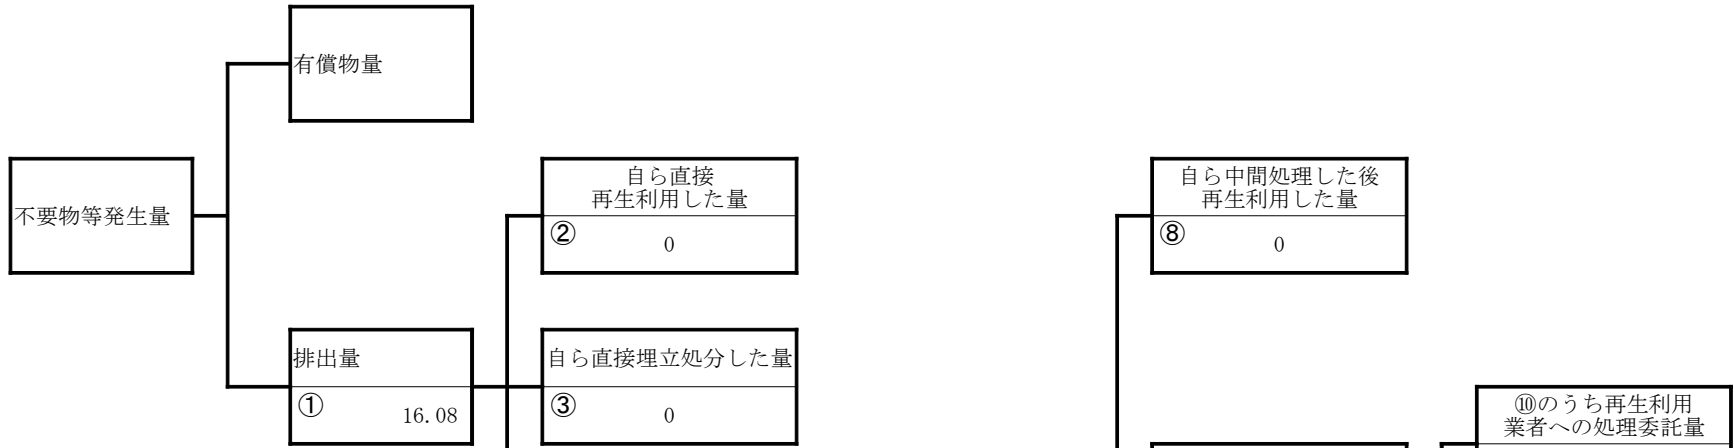 有償物量
不要物等発生量
自ら直接
再生利用した量
② 0
自ら中間処理した後
再生利用した量
⑧ 0
排出量
① 16.08
自ら直接埋立処分した量
③ 0
⑩のうち再生利用
業者への処理委託量